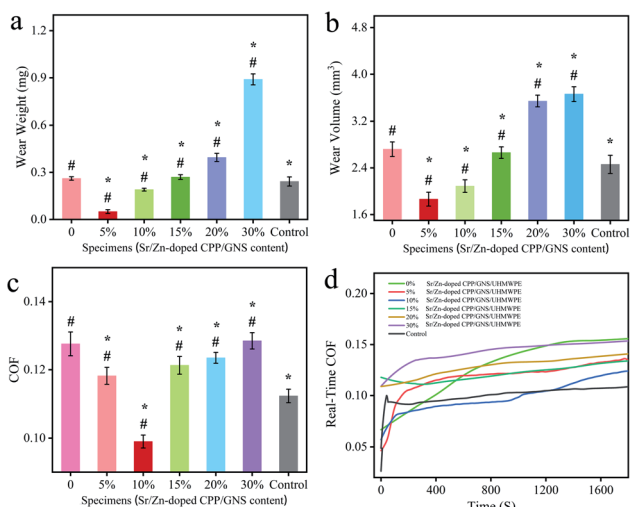 a
Wear Weight (mg)
1.2
0.9
0.6
0.3
0.0
#
*
#
*
#
*
#
*
#
*
#
*
0 5% 10% 15% 20% 30% Control
Specimens (Sr/Zn-doped CPP/GNS content)
b
Wear Volume (mm³)
4.8
4.0
3.2
2.4
1.6
#
*
#
*
#
*
#
*
#
*
#
*
0 5% 10% 15% 20% 30% Control
Specimens (Sr/Zn-doped CPP/GNS content)
c
COF
0.14
0.12
0.10
#
*
#
*
#
*
#
*
#
*
#
*
0 5% 10% 15% 20% 30% Control
Specimens (Sr/Zn-doped CPP/GNS content)
d
Real-Time COF
0.20
0.15
0.10
0.05
0% Sr/Zn-doped CPP/GNS/UHMWPE
5% Sr/Zn-doped CPP/GNS/UHMWPE
10% Sr/Zn-doped CPP/GNS/UHMWPE
15% Sr/Zn-doped CPP/GNS/UHMWPE
20% Sr/Zn-doped CPP/GNS/UHMWPE
30% Sr/Zn-doped CPP/GNS/UHMWPE
Control
0 400 800 1200 1600
Time (S)